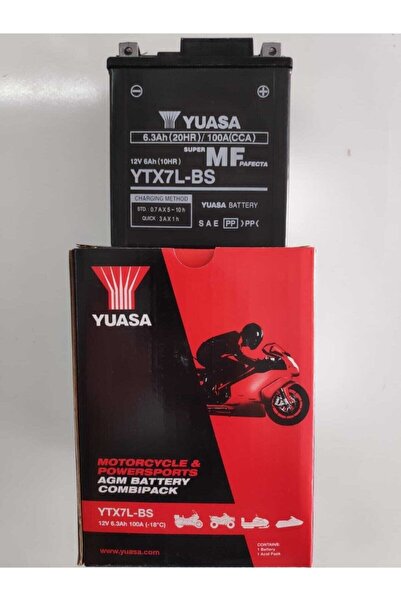 YUASA
6.3Ah(20HR)/100A(CCA)
SUPER MF PAFECTA
12V 6Ah(10HR)
YTX7L-BS
CHARGING METHOD
STD. 0.7A X 5~10h
QUICK 3A X 1h
YUASA BATTERY
SAE PP >PP<
YUASA
MOTORCYCLE &
POWERSPORTS
AGM BATTERY
COMBIPACK
YTX7L-BS
12V 6.3Ah 100A (-18°C)
www.yuasa.com
CONTAINS:
1 Battery
1 Acid Pack